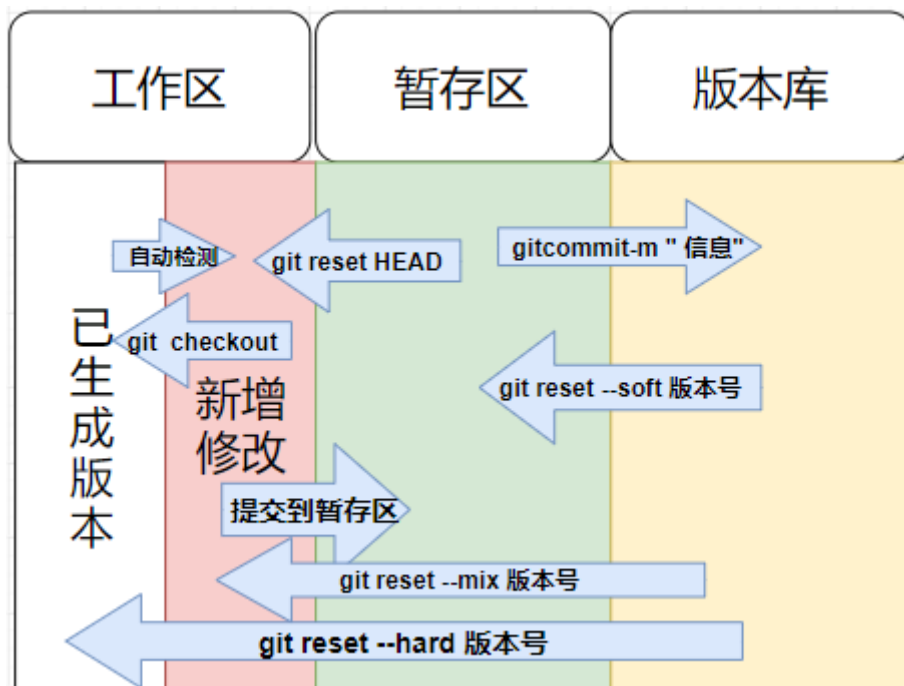 工作区
暂存区
版本库
自动检测
git reset HEAD
gitcommit-m " 信息"
git checkout
已生成版本
新增
修改
git reset --soft 版本号
提交到暂存区
git reset --mix 版本号
git reset --hard 版本号